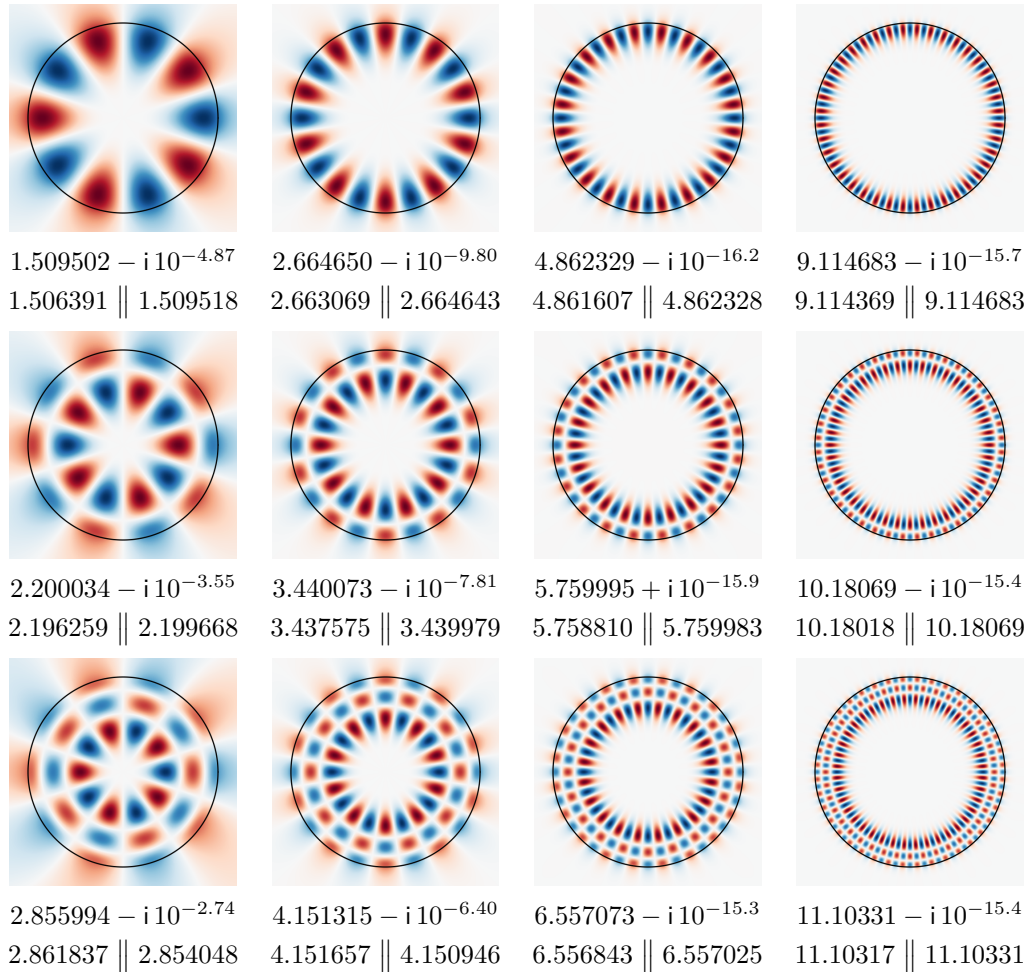 1.509502 − i 10^{−4.87} 2.664650 − i 10^{−9.80} 4.862329 − i 10^{−16.2} 9.114683 − i 10^{−15.7}
1.506391 ‖ 1.509518 2.663069 ‖ 2.664643 4.861607 ‖ 4.862328 9.114369 ‖ 9.114683
2.200034 − i 10^{−3.55} 3.440073 − i 10^{−7.81} 5.759995 + i 10^{−15.9} 10.18069 − i 10^{−15.4}
2.196259 ‖ 2.199668 3.437575 ‖ 3.439979 5.758810 ‖ 5.759983 10.18018 ‖ 10.18069
2.855994 − i 10^{−2.74} 4.151315 − i 10^{−6.40} 6.557073 − i 10^{−15.3} 11.10331 − i 10^{−15.4}
2.861837 ‖ 2.854048 4.151657 ‖ 4.150946 6.556843 ‖ 6.557025 11.10317 ‖ 11.10331